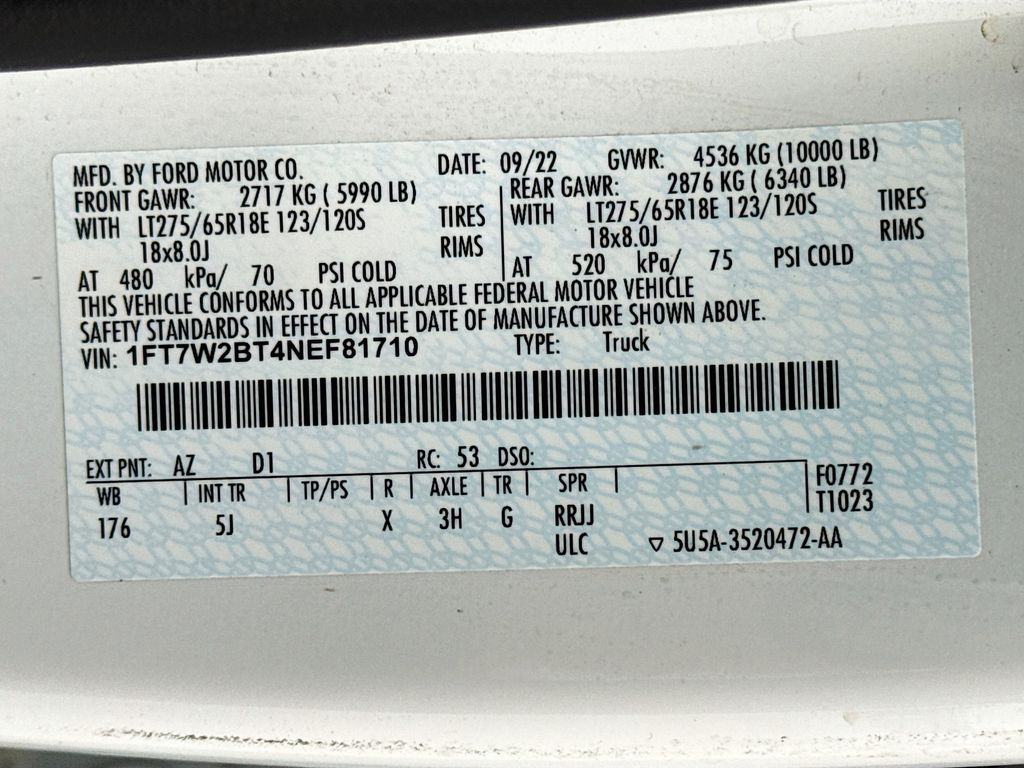 MFD. BY FORD MOTOR CO. DATE: 09/22 GVWR: 4536 KG (10000 LB)
FRONT GAWR: 2717 KG ( 5990 LB) REAR GAWR: 2876 KG ( 6340 LB)
WITH LT275/65R18E 123/120S TIRES WITH LT275/65R18E 123/120S TIRES
18x8.0J RIMS 18x8.0J RIMS
AT 480 kPa/ 70 PSI COLD AT 520 kPa/ 75 PSI COLD
THIS VEHICLE CONFORMS TO ALL APPLICABLE FEDERAL MOTOR VEHICLE
SAFETY STANDARDS IN EFFECT ON THE DATE OF MANUFACTURE SHOWN ABOVE.
VIN: 1FT7W2BT4NEF81710 TYPE: Truck
EXT PNT: AZ D1 RC: 53 DSO:
WB INT TR TP/PS R AXLE TR SPR F0772
176 5J X 3H G RRJJ T1023
ULC ▽ 5U5A-3520472-AA